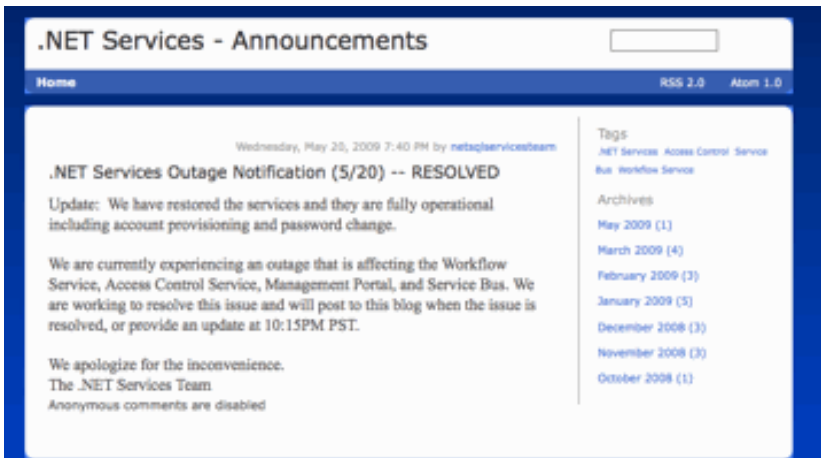 .NET Services - Announcements
Home
RSS 2.0
Atom 1.0
Wednesday, May 20, 2009 7:40 PM by netsqlservicesteam
.NET Services Outage Notification (5/20) -- RESOLVED
Update: We have restored the services and they are fully operational
including account provisioning and password change.
We are currently experiencing an outage that is affecting the Workflow
Service, Access Control Service, Management Portal, and Service Bus. We
are working to resolve this issue and will post to this blog when the issue is
resolved, or provide an update at 10:15PM PST.
We apologize for the inconvenience.
The .NET Services Team
Anonymous comments are disabled
Tags
.NET Services Access Control Service
Bus Workflow Service
Archives
May 2009 (1)
March 2009 (4)
February 2009 (3)
January 2009 (5)
December 2008 (3)
November 2008 (3)
October 2008 (1)